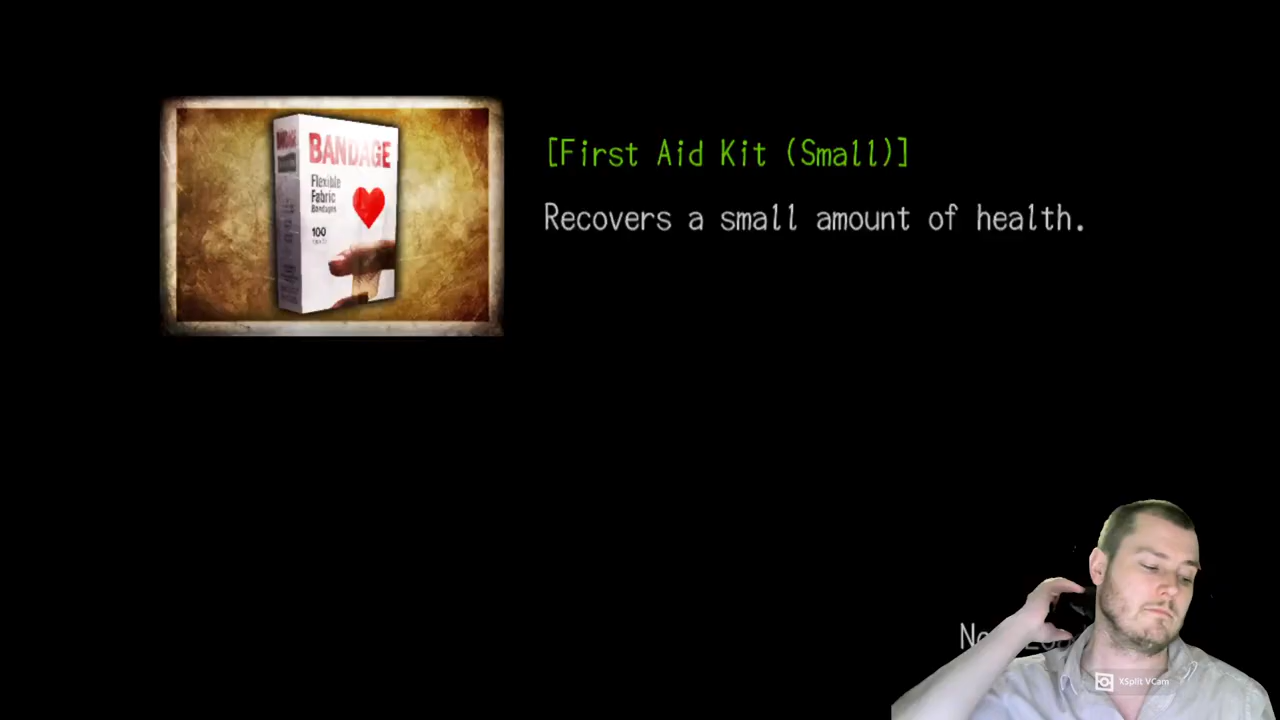 BANDAGE
Flexible
Fabric
Bandages
100
[First Aid Kit (Small)]
Recovers a small amount of health.
XSplit VCam